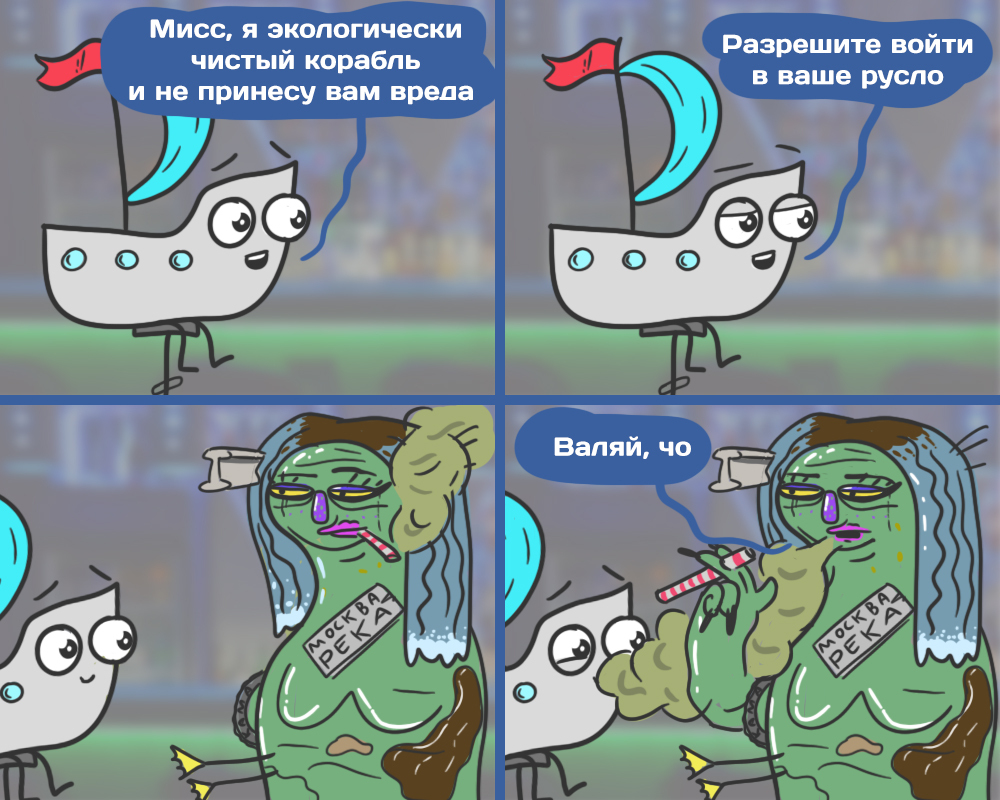 Мисс, я экологически
чистый корабль
и не принесу вам вреда
Разрешите войти
в ваше русло
МОСКВА
РЕКА
Валяй, чо
МОСКВА
РЕКА